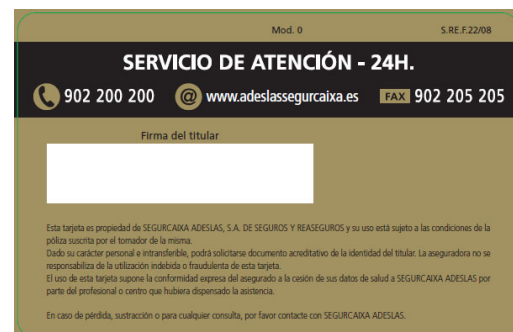 Mod. 0 S.RE.F.22/08
SERVICIO DE ATENCIÓN - 24H.
902 200 200 @ www.adeslassegurcaixa.es FAX 902 205 205
Firma del titular
Esta tarjeta es propiedad de SEGURCAIXA ADESLAS, S.A. DE SEGUROS Y REASEGUROS y su uso está sujeto a las condiciones de la
póliza suscrita por el tomador de la misma.
Dado su carácter personal e intransferible, podrá solicitarse documento acreditativo de la identidad del titular. La aseguradora no se
responsabiliza de la utilización indebida o fraudulenta de esta tarjeta.
El uso de esta tarjeta supone la conformidad expresa del asegurado a la cesión de sus datos de salud a SEGURCAIXA ADESLAS por
parte del profesional o centro que hubiera dispensado la asistencia.
En caso de pérdida, sustracción o para cualquier consulta, por favor contacte con SEGURCAIXA ADESLAS.